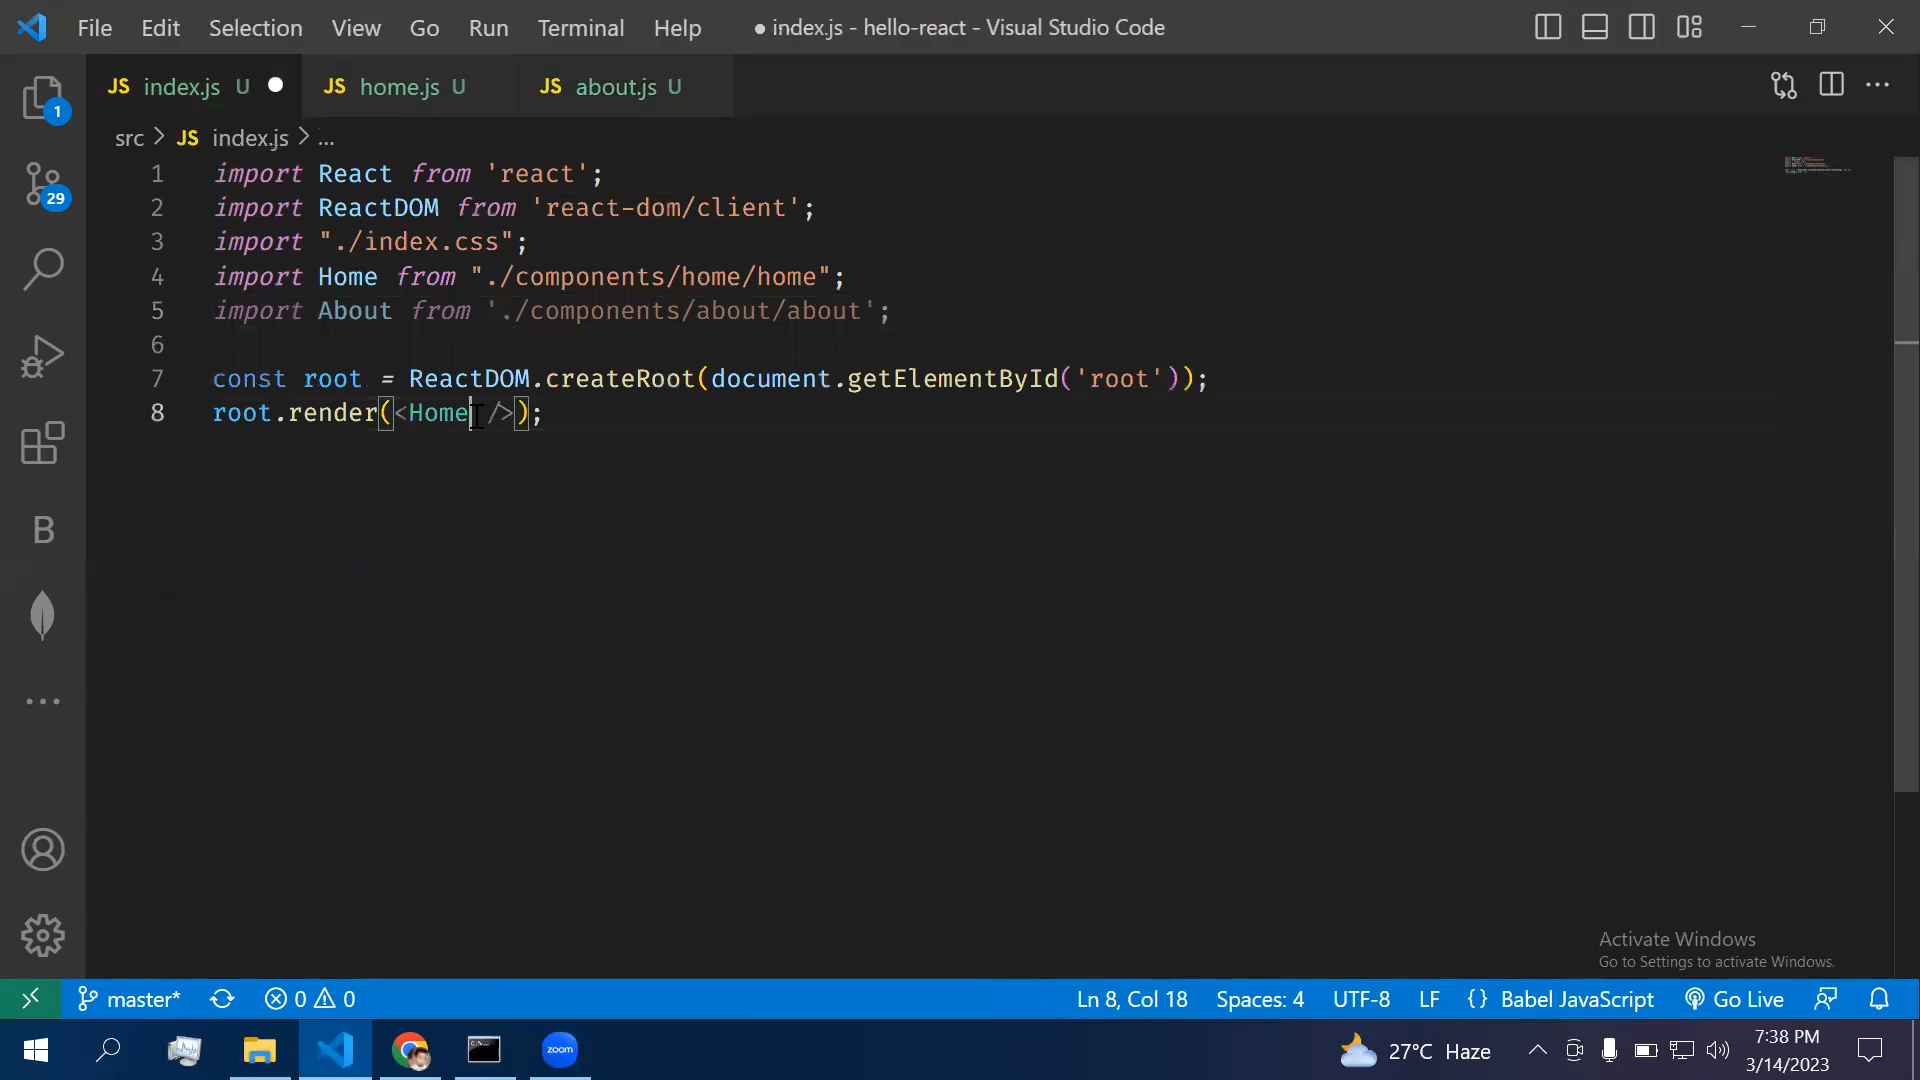 File Edit Selection View Go Run Terminal Help ● index.js - hello-react - Visual Studio Code
JS index.js U ● JS home.js U JS about.js U
src > JS index.js > ...
1 import React from 'react';
2 import ReactDOM from 'react-dom/client';
3 import "./index.css";
4 import Home from "./components/home/home";
5 import About from './components/about/about';
6
7 const root = ReactDOM.createRoot(document.getElementById('root'));
8 root.render(<Home />);
1
29
B
Activate Windows
Go to Settings to activate Windows.
master* 0 0 Ln 8, Col 18 Spaces: 4 UTF-8 LF {} Babel JavaScript Go Live
zoom 27°C Haze 7:38 PM
3/14/2023